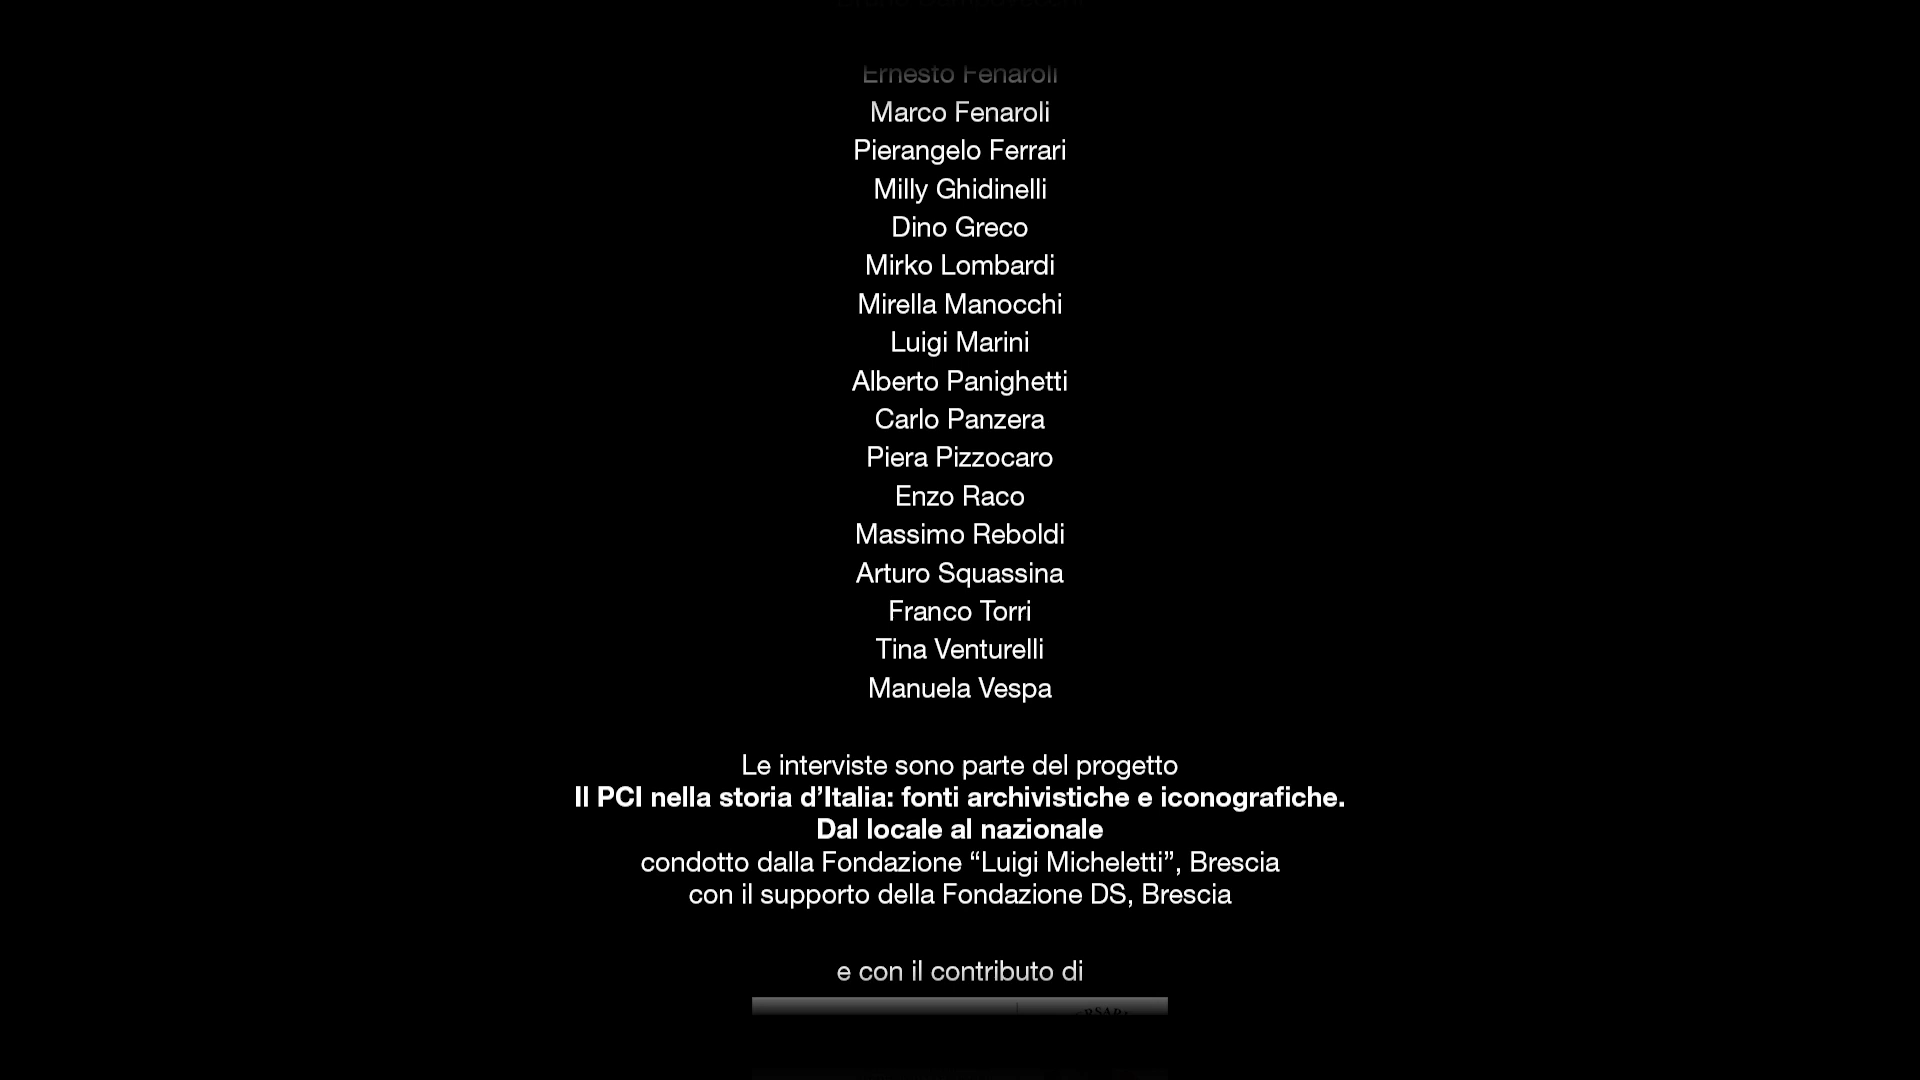 Ernesto Fenaroli
Marco Fenaroli
Pierangelo Ferrari
Milly Ghidinelli
Dino Greco
Mirko Lombardi
Mirella Manocchi
Luigi Marini
Alberto Panighetti
Carlo Panzera
Piera Pizzocaro
Enzo Raco
Massimo Reboldi
Arturo Squassina
Franco Torri
Tina Venturelli
Manuela Vespa
Le interviste sono parte del progetto
Il PCI nella storia d’Italia: fonti archivistiche e iconografiche.
Dal locale al nazionale
condotto dalla Fondazione “Luigi Micheletti”, Brescia
con il supporto della Fondazione DS, Brescia
e con il contributo di